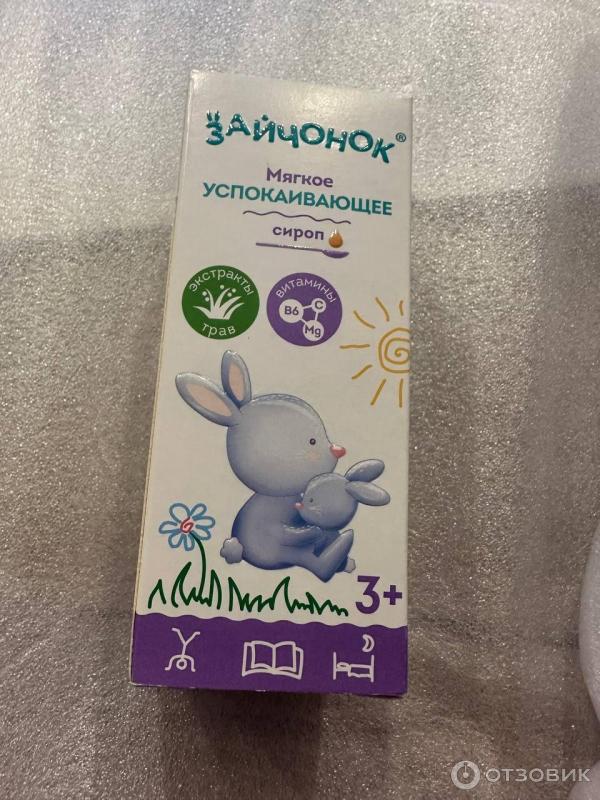 ЗАЙЧОНОК®
Мягкое
УСПОКАИВАЮЩЕЕ
сироп
экстракты
трав
витамины
B6 C
Mg
3+
ОТЗОВИК